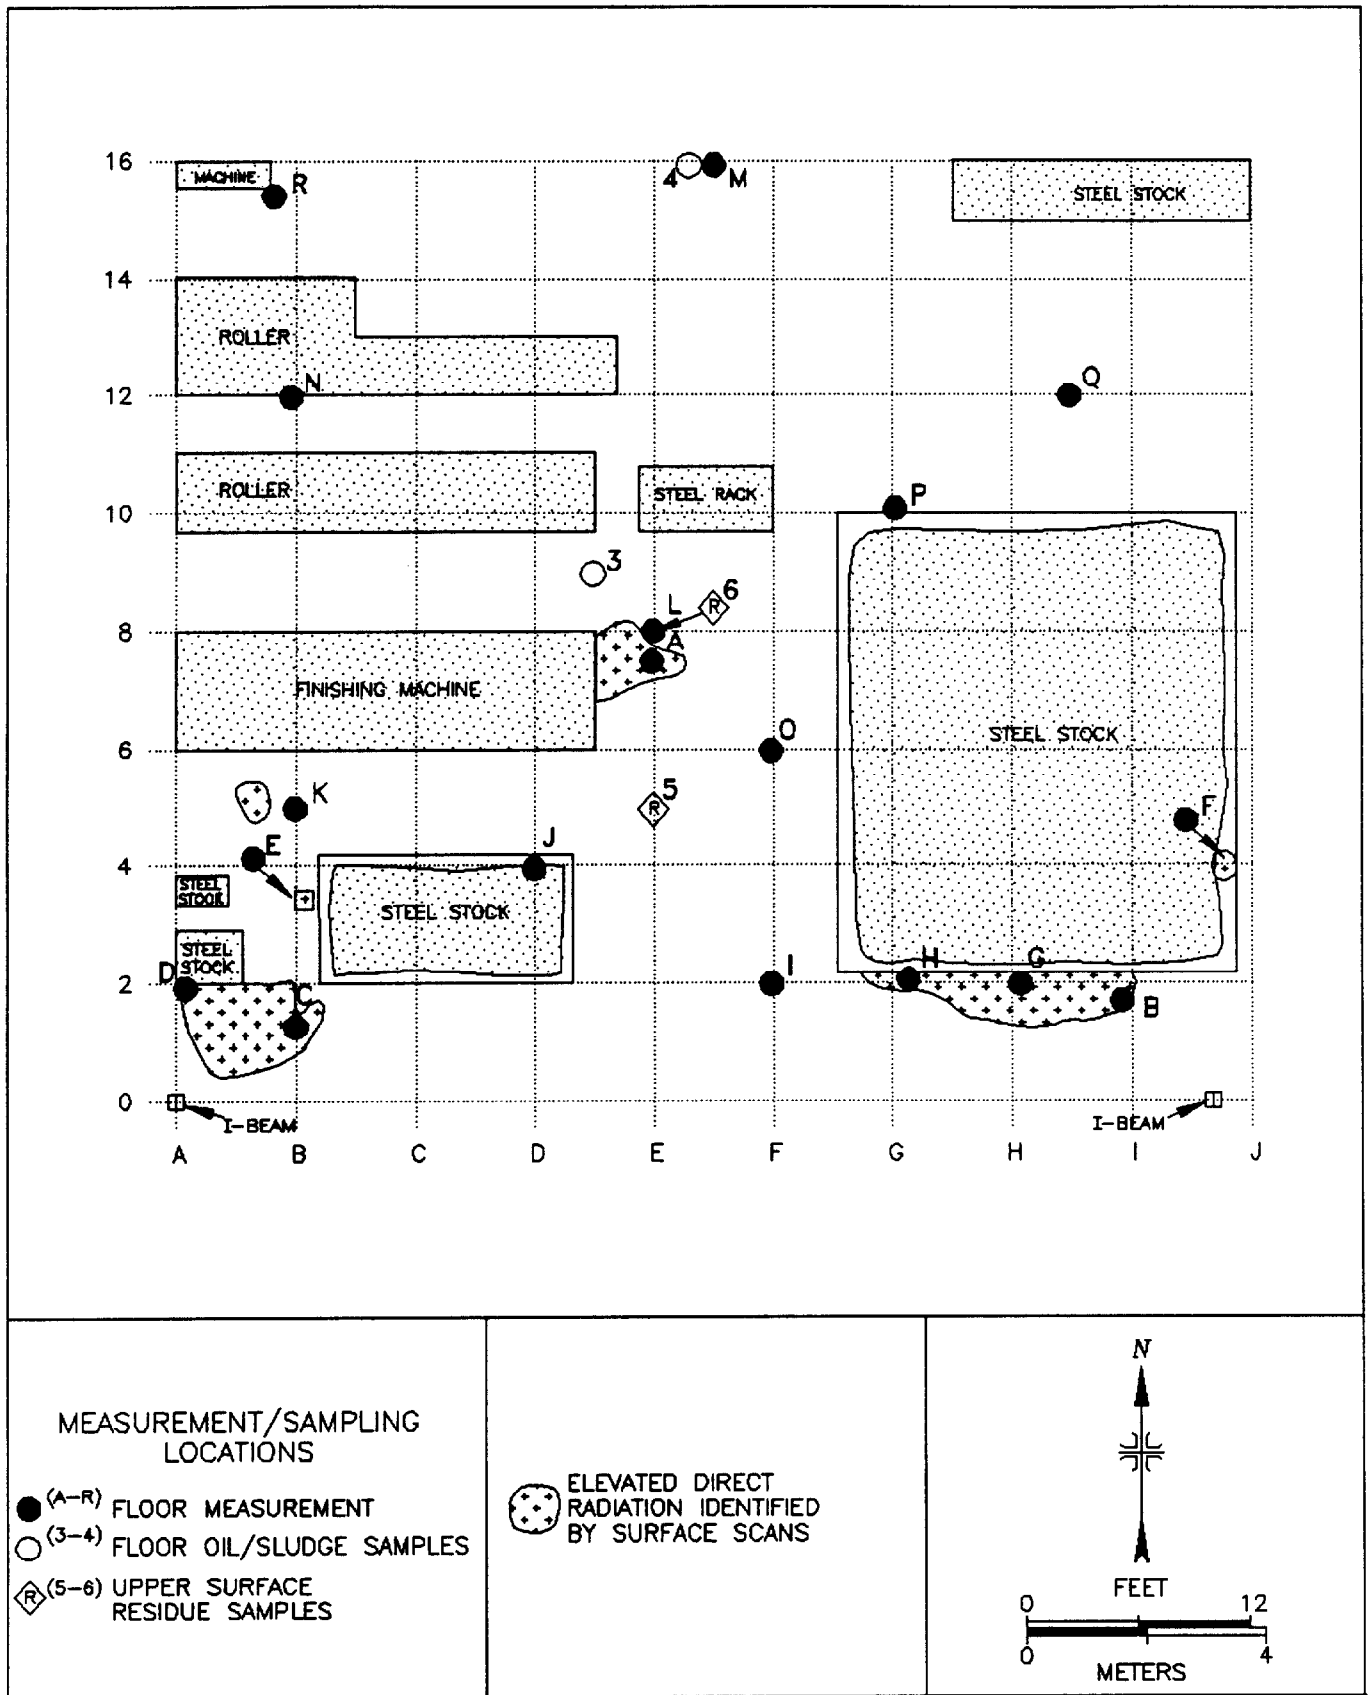 16
MACHINE
R
4
M
STEEL STOCK
14
ROLLER
N
12
Q
ROLLER
STEEL RACK
P
10
3
L
R
6
8
A
FINISHING MACHINE
STEEL STOCK
6
O
K
R
5
F
E
J
4
STEEL
STOCK
STEEL STOCK
STEEL
STOCK
D
C
2
I
H
G
B
0
I-BEAM
I-BEAM
A B C D E F G H I J
MEASUREMENT/SAMPLING
LOCATIONS
(A-R) FLOOR MEASUREMENT
(3-4) FLOOR OIL/SLUDGE SAMPLES
R (5-6) UPPER SURFACE
RESIDUE SAMPLES
ELEVATED DIRECT
RADIATION IDENTIFIED
BY SURFACE SCANS
N
FEET
0 12
0 4
METERS